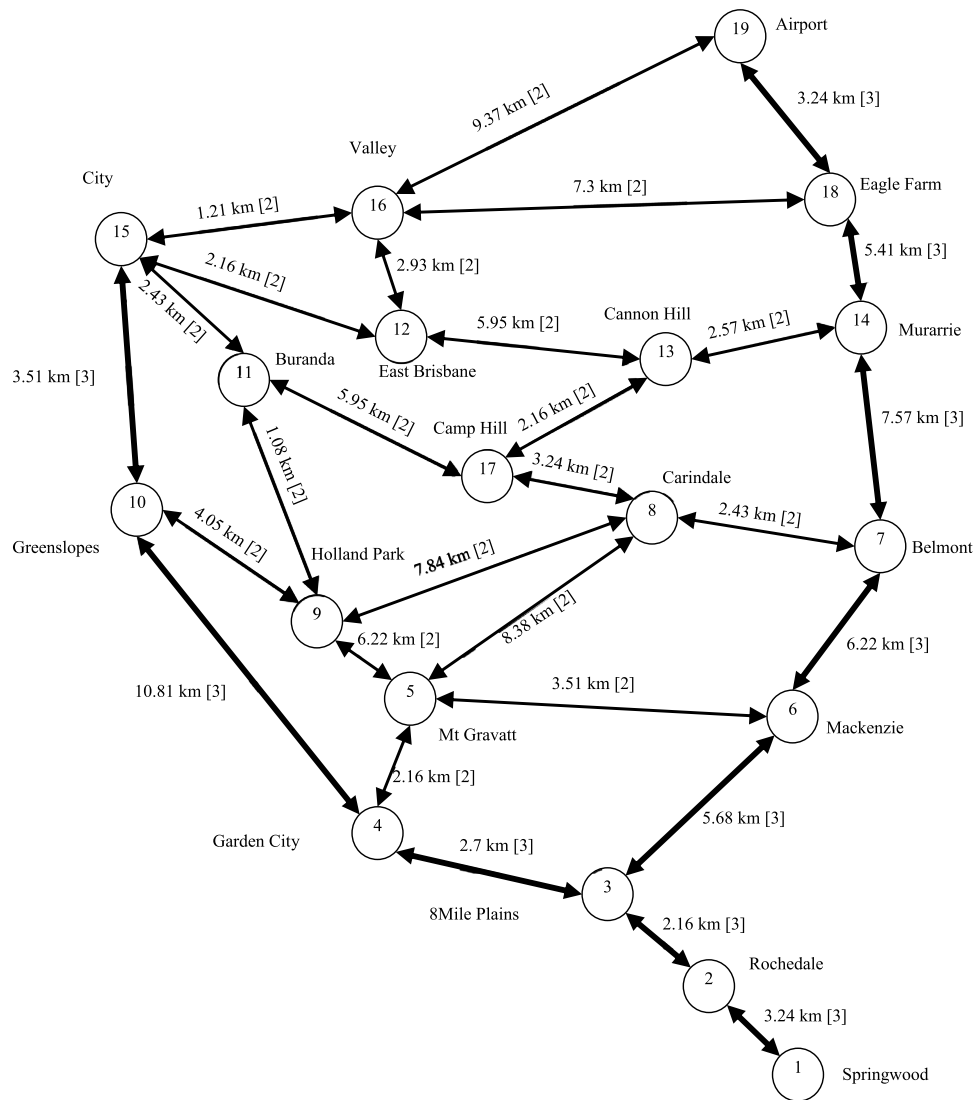 19
Airport
3.24 km [3]
9.37 km [2]
Valley
City
16
7.3 km [2]
18
Eagle Farm
1.21 km [2]
15
5.41 km [3]
2.93 km [2]
2.16 km [2]
2.43 km [2]
12
5.95 km [2]
Cannon Hill
2.57 km [2]
14
Murarrie
13
East Brisbane
11
Buranda
3.51 km [3]
5.95 km [2]
2.16 km [2]
7.57 km [3]
Camp Hill
17
3.24 km [2]
Carindale
1.08 km [2]
10
8
2.43 km [2]
7
Belmont
Greenslopes
4.05 km [2]
Holland Park
7.84 km [2]
9
8.38 km [2]
6.22 km [2]
6.22 km [3]
10.81 km [3]
5
3.51 km [2]
6
Mackenzie
Mt Gravatt
2.16 km [2]
4
Garden City
2.7 km [3]
5.68 km [3]
3
8Mile Plains
2.16 km [3]
Rochedale
2
3.24 km [3]
1
Springwood